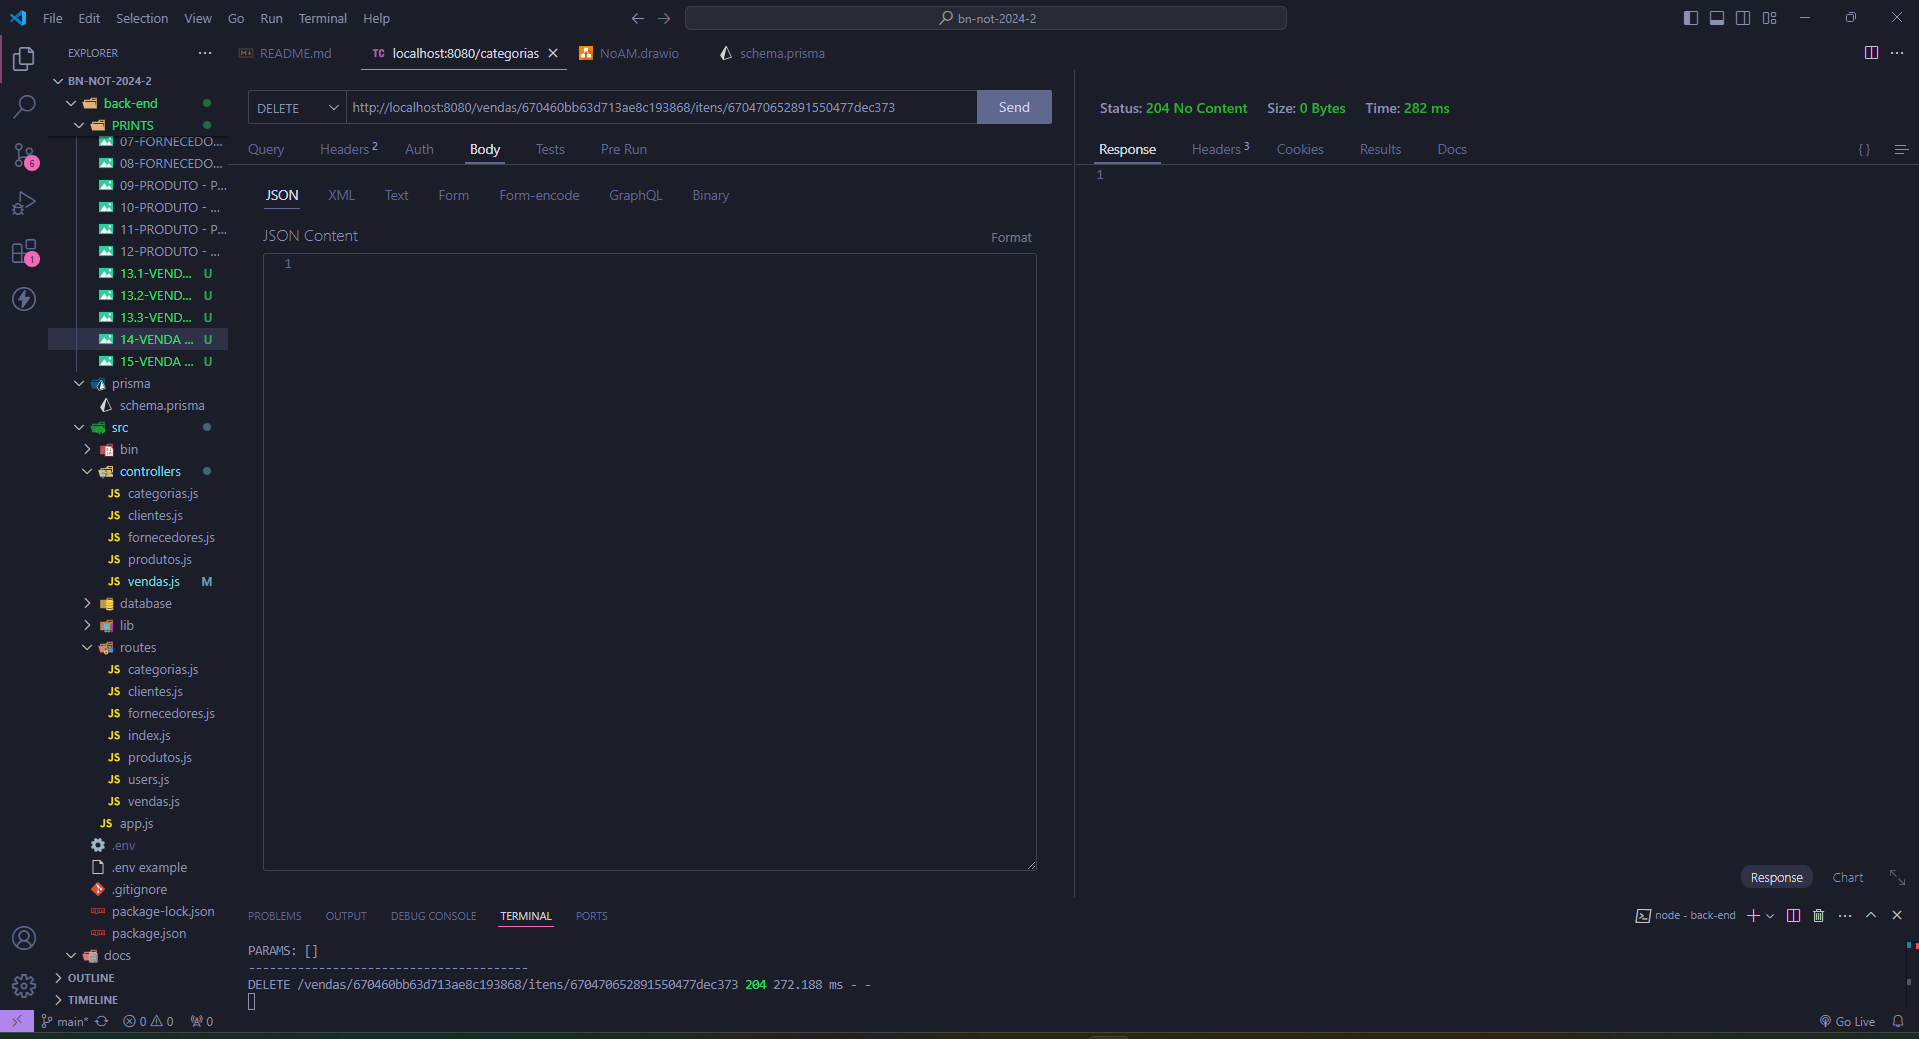 File Edit Selection View Go Run Terminal Help
bn-not-2024-2
EXPLORER
README.md
TC localhost:8080/categorias
NoAM.drawio
schema.prisma
BN-NOT-2024-2
back-end
PRINTS
07-FORNECEDO...
08-FORNECEDO...
09-PRODUTO - P...
10-PRODUTO - ...
11-PRODUTO - P...
12-PRODUTO - ...
13.1-VEND... U
13.2-VEND... U
13.3-VEND... U
14-VENDA ... U
15-VENDA ... U
prisma
schema.prisma
src
bin
controllers
JS categorias.js
JS clientes.js
JS fornecedores.js
JS produtos.js
JS vendas.js M
database
lib
routes
JS categorias.js
JS clientes.js
JS fornecedores.js
JS index.js
JS produtos.js
JS users.js
JS vendas.js
JS app.js
.env
.env example
.gitignore
package-lock.json
package.json
docs
OUTLINE
TIMELINE
6
1
DELETE http://localhost:8080/vendas/670460bb63d713ae8c193868/itens/670470652891550477dec373 Send
Query Headers 2 Auth Body Tests Pre Run
JSON XML Text Form Form-encode GraphQL Binary
JSON Content Format
1
Status: 204 No Content Size: 0 Bytes Time: 282 ms
Response Headers 3 Cookies Results Docs { }
1
Response Chart
PROBLEMS OUTPUT DEBUG CONSOLE TERMINAL PORTS
node - back-end
PARAMS: []
----------------------------------------
DELETE /vendas/670460bb63d713ae8c193868/itens/670470652891550477dec373 204 272.188 ms - -
main* 0 0 0
Go Live